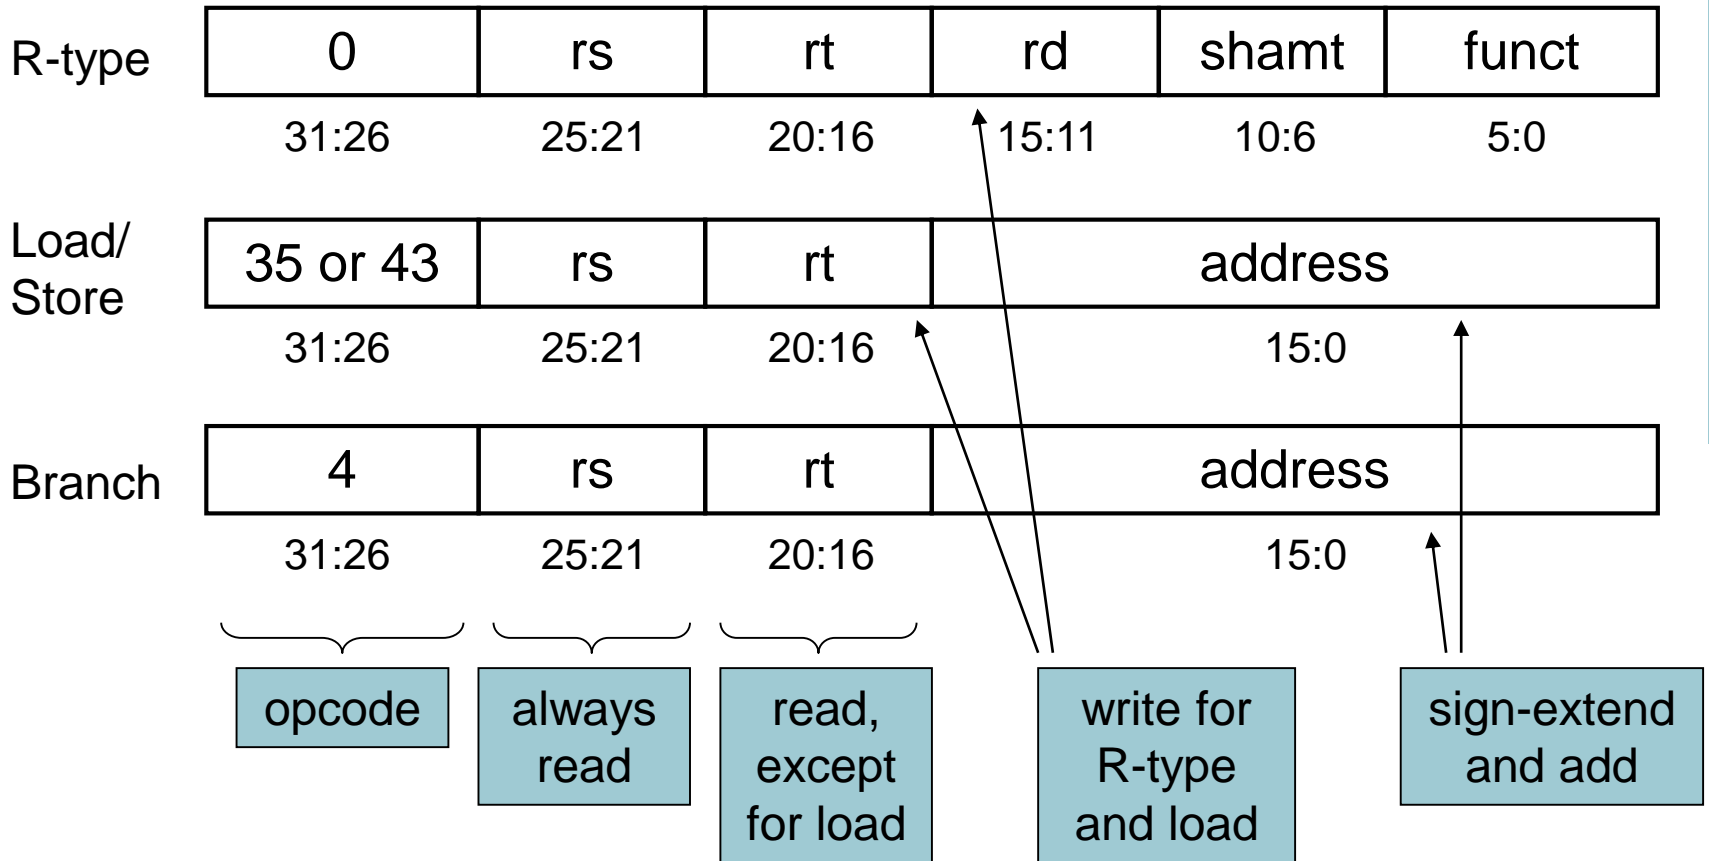 R-type 0 rs rt rd shamt funct
31:26 25:21 20:16 15:11 10:6 5:0
Load/
Store
35 or 43 rs rt address
31:26 25:21 20:16 15:0
Branch 4 rs rt address
31:26 25:21 20:16 15:0
opcode
always
read
read,
except
for load
write for
R-type
and load
sign-extend
and add